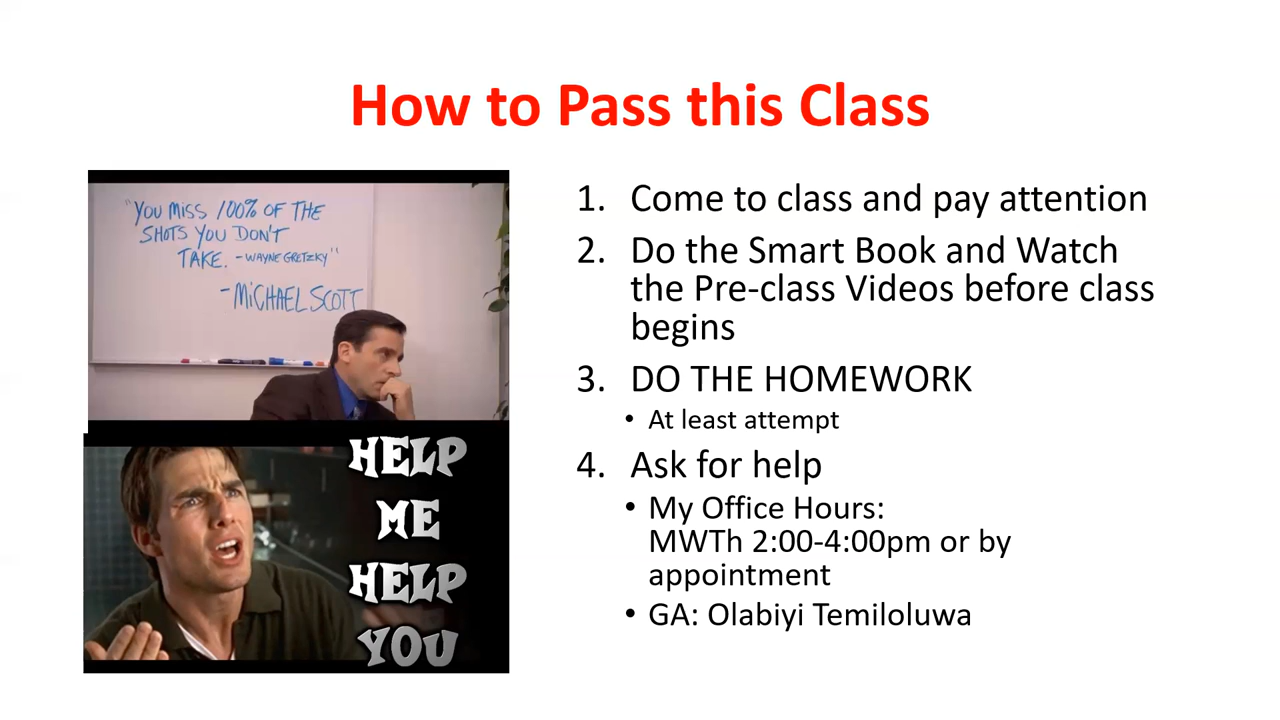 How to Pass this Class
"YOU MISS 100% OF THE
SHOTS YOU DON'T
TAKE. -WAYNE GRETZKY"
-MICHAEL SCOTT
HELP
ME
HELP
YOU
1. Come to class and pay attention
2. Do the Smart Book and Watch
the Pre-class Videos before class
begins
3. DO THE HOMEWORK
• At least attempt
4. Ask for help
• My Office Hours:
MWTh 2:00-4:00pm or by
appointment
• GA: Olabiyi Temiloluwa